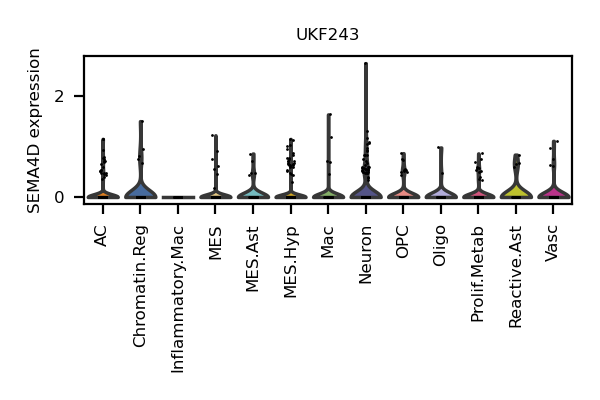 UKF243
SEMA4D expression
2
0
AC
Chromatin.Reg
Inflammatory.Mac
MES
MES.Ast
MES.Hyp
Mac
Neuron
OPC
Oligo
Prolif.Metab
Reactive.Ast
Vasc